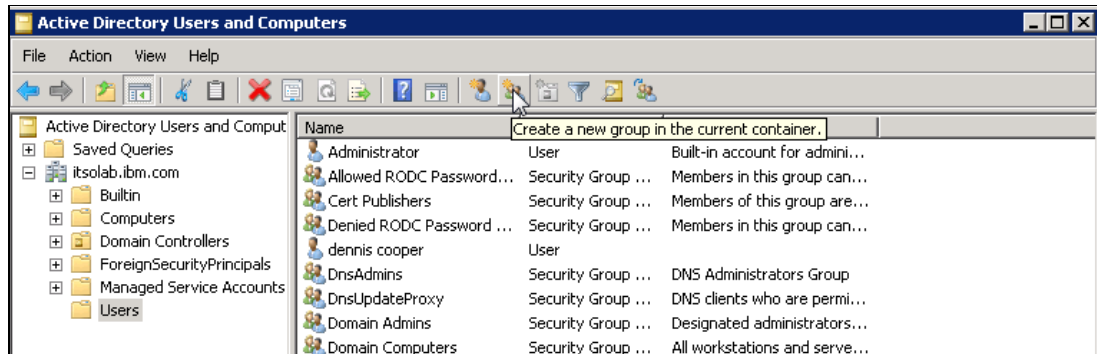 Active Directory Users and Computers
File Action View Help
Active Directory Users and Comput
Saved Queries
itsolab.ibm.com
Builtin
Computers
Domain Controllers
ForeignSecurityPrincipals
Managed Service Accounts
Users
Name
Create a new group in the current container.
Administrator User Built-in account for admini...
Allowed RODC Password... Security Group ... Members in this group can...
Cert Publishers Security Group ... Members of this group are...
Denied RODC Password ... Security Group ... Members in this group can...
dennis cooper User
DnsAdmins Security Group ... DNS Administrators Group
DnsUpdateProxy Security Group ... DNS clients who are permi...
Domain Admins Security Group ... Designated administrators...
Domain Computers Security Group ... All workstations and serve...